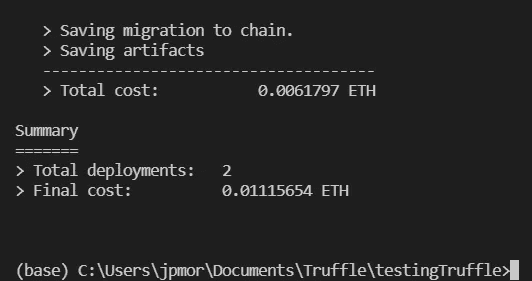 > Saving migration to chain.
> Saving artifacts
-------------------------------------
> Total cost: 0.0061797 ETH
Summary
=======
> Total deployments: 2
> Final cost: 0.01115654 ETH
(base) C:\Users\jpmor\Documents\Truffle\testingTruffle>